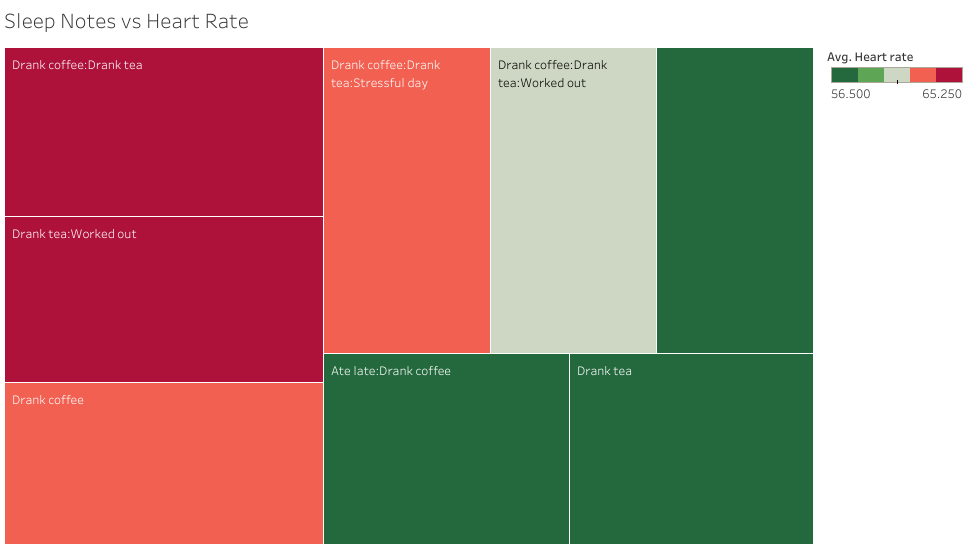 Sleep Notes vs Heart Rate
Drank coffee:Drank tea
Drank tea:Worked out
Drank coffee
Drank coffee:Drank
tea:Stressful day
Drank coffee:Drank
tea:Worked out
Ate late:Drank coffee
Drank tea
Avg. Heart rate
56.500
65.250